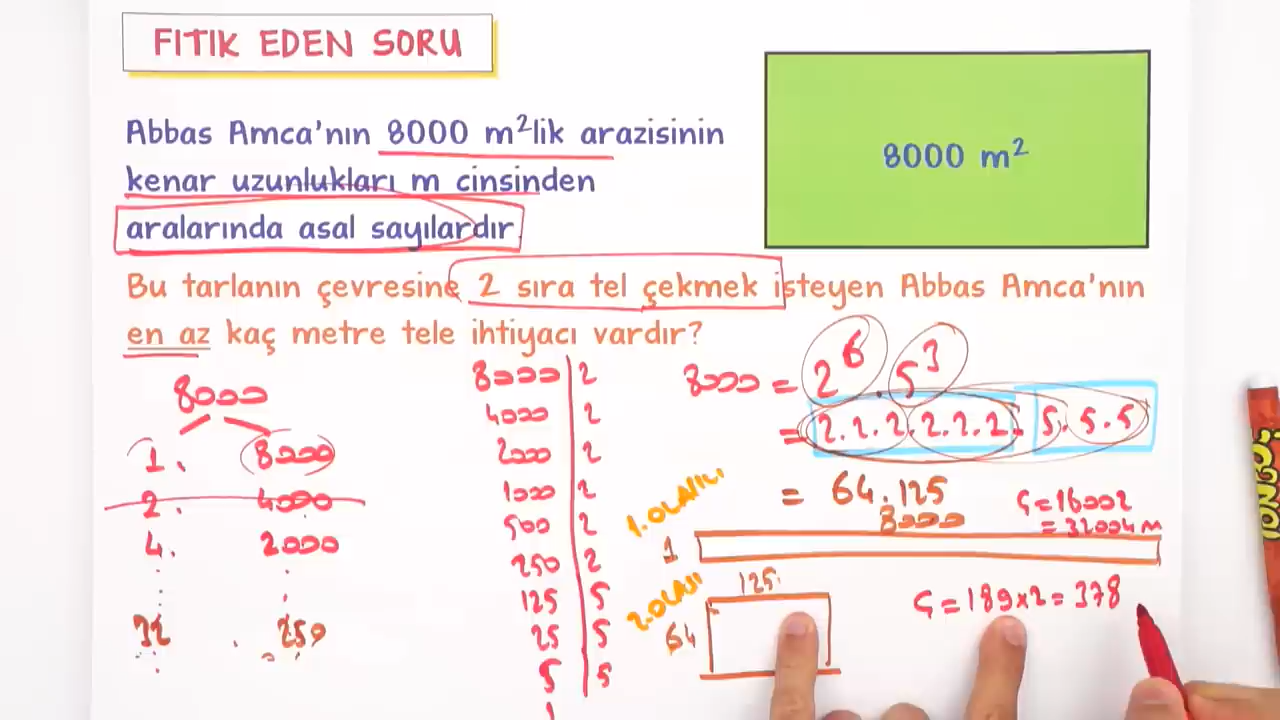 FITIK EDEN SORU
Abbas Amca'nın 8000 m²lik arazisinin
kenar uzunlukları m cinsinden
aralarında asal sayılardır.
8000 m²
Bu tarlanın çevresine 2 sıra tel çekmek isteyen Abbas Amca'nın
en az kaç metre tele ihtiyacı vardır?
8000
1. 8000
2. 4000
4. 2000
32 . 250
8000 2
4000 2
2000 2
1000 2
500 2
250 2
125 5
25 5
5 5
1
8000 = 2⁶ . 5³
= 2.2.2.2.2.2. 5.5.5
= 64.125
1.OLASILI
8000
1
Ç=16002
= 32004m
2.OLASI
125
64
Ç=189x2=378